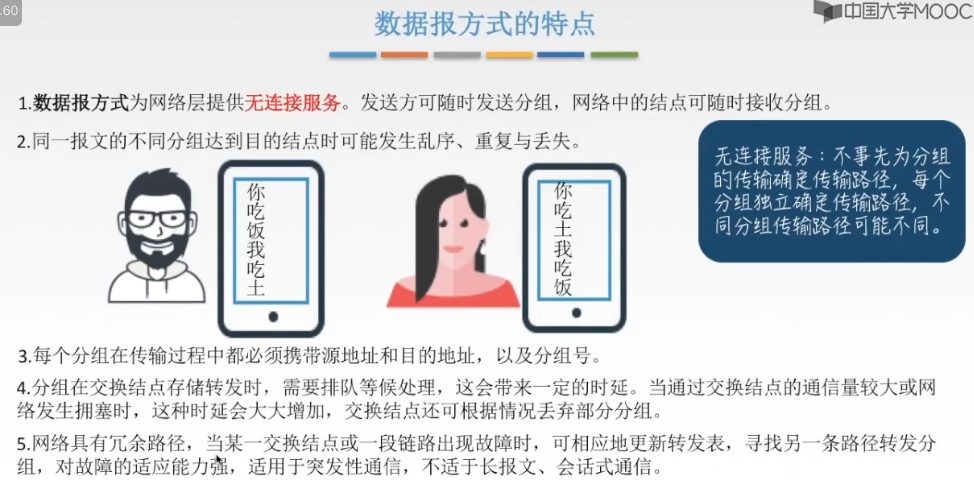 .60
中国大学MOOC
数据报方式的特点
1.数据报方式为网络层提供无连接服务。发送方可随时发送分组，网络中的结点可随时接收分组。
2.同一报文的不同分组达到目的结点时可能发生乱序、重复与丢失。
无连接服务：不事先为分组
的传输确定传输路径，每个
分组独立确定传输路径，不
同分组传输路径可能不同。
你吃饭我吃土
你吃土我吃饭
3.每个分组在传输过程中都必须携带源地址和目的地址，以及分组号。
4.分组在交换结点存储转发时，需要排队等候处理，这会带来一定的时延。当通过交换结点的通信量较大或网
络发生拥塞时，这种时延会大大增加，交换结点还可根据情况丢弃部分分组。
5.网络具有冗余路径，当某一交换结点或一段链路出现故障时，可相应地更新转发表，寻找另一条路径转发分
组，对故障的适应能力强，适用于突发性通信，不适于长报文、会话式通信。